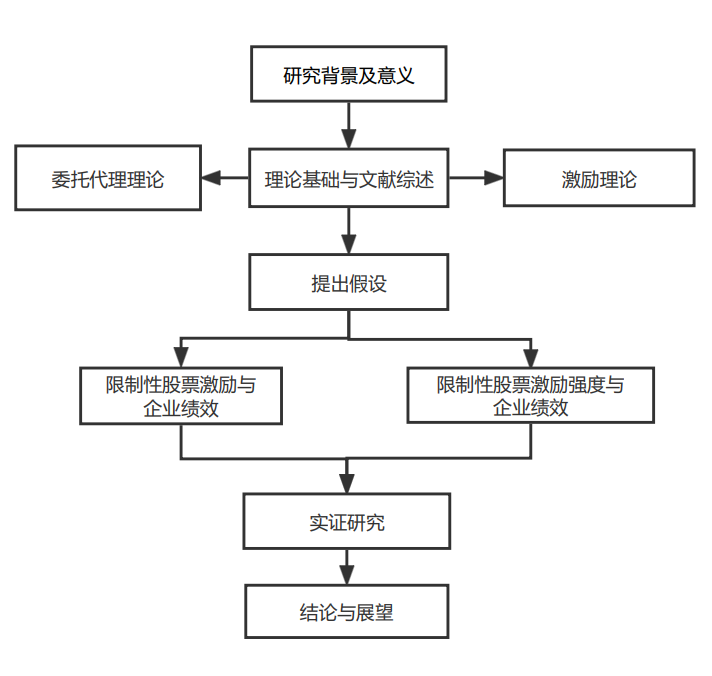 研究背景及意义
委托代理理论
理论基础与文献综述
激励理论
提出假设
限制性股票激励与
企业绩效
限制性股票激励强度与
企业绩效
实证研究
结论与展望